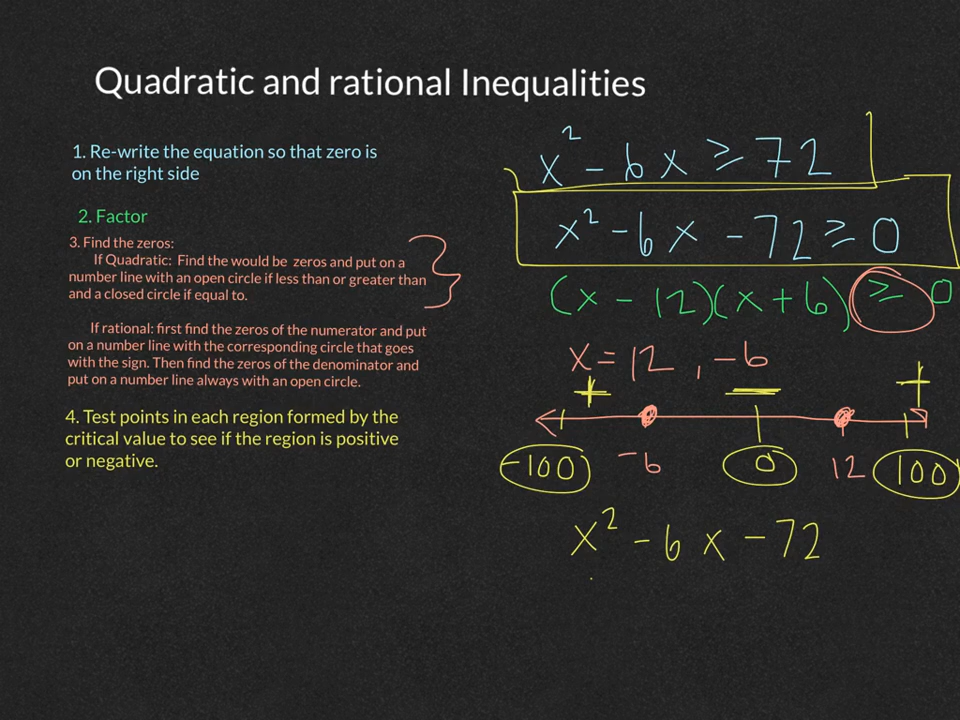 Quadratic and rational Inequalities
1. Re-write the equation so that zero is
on the right side
2. Factor
3. Find the zeros:
If Quadratic: Find the would be zeros and put on a
number line with an open circle if less than or greater than
and a closed circle if equal to.
If rational: first find the zeros of the numerator and put
on a number line with the corresponding circle that goes
with the sign. Then find the zeros of the denominator and
put on a number line always with an open circle.
4. Test points in each region formed by the
critical value to see if the region is positive
or negative.
x² - 6x ≥ 72
x² - 6x - 72 ≥ 0
(x - 12)(x + 6) ≥ 0
x = 12, -6
+ − +
-100 -6 0 12 100
x² - 6x - 72